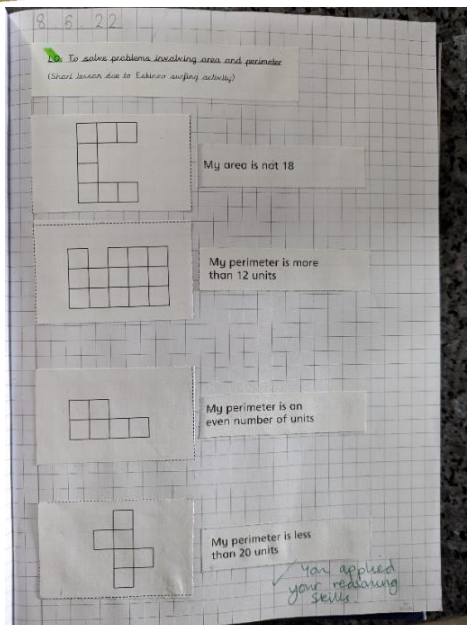 8 6 22
LO: To solve problems involving area and perimeter
(Short lesson due to Eskinzo surfing activity)
My area is not 18
My perimeter is more
than 12 units
My perimeter is an
even number of units
My perimeter is less
than 20 units
You applied
your reasoning
skills.